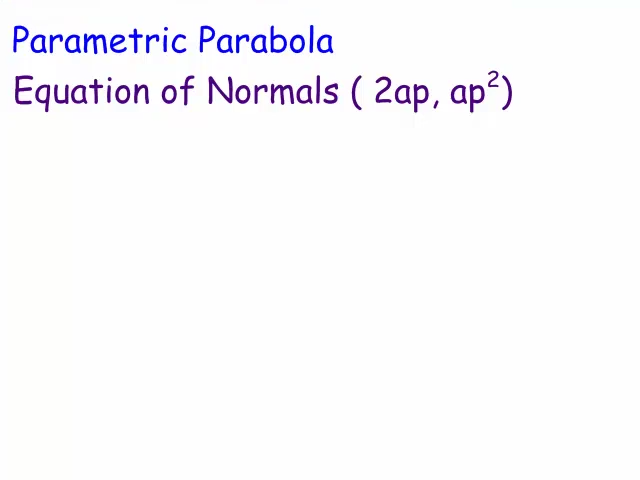 Parametric Parabola
Equation of Normals ( 2ap, ap²)